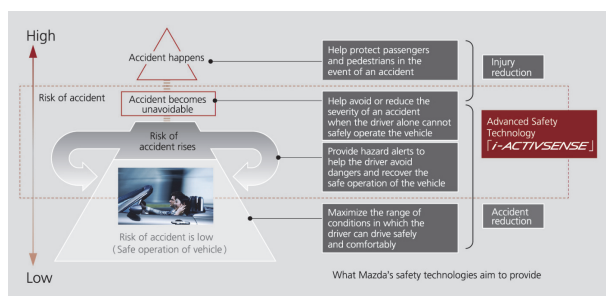 High
Accident happens
Help protect passengers
and pedestrians in the
event of an accident
Injury
reduction
Risk of accident
Accident becomes
unavoidable
Help avoid or reduce the
severity of an accident
when the driver alone cannot
safely operate the vehicle
Advanced Safety
Technology
「i-ACTIVSENSE」
Risk of
accident rises
Provide hazard alerts to
help the driver avoid
dangers and recover the
safe operation of the vehicle
Maximize the range of
conditions in which the
driver can drive safely
and comfortably
Accident
reduction
Risk of accident is low
(Safe operation of vehicle)
Low
What Mazda's safety technologies aim to provide